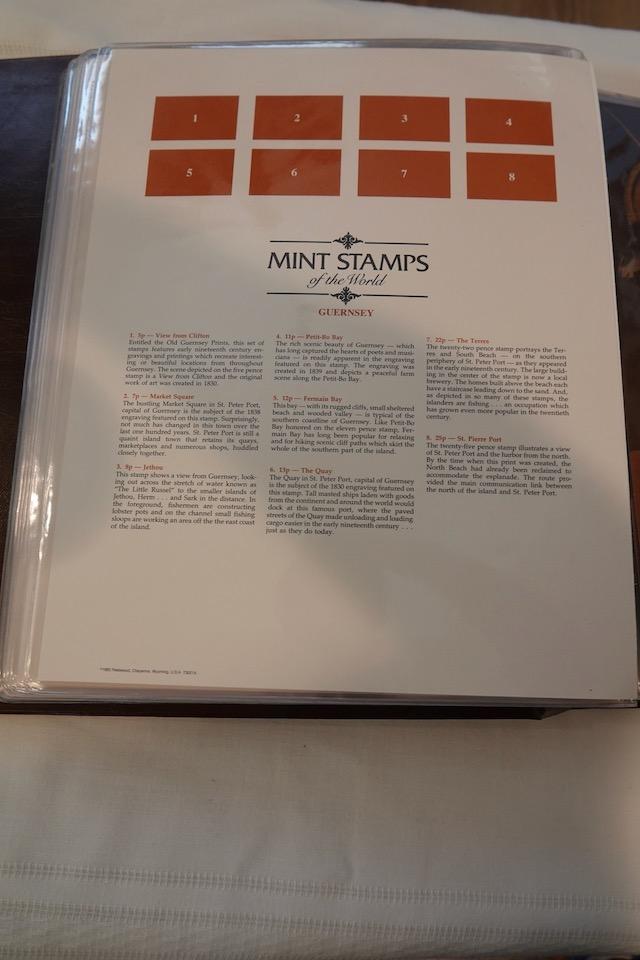 1
2
3
4
5
6
7
8
MINT STAMPS
of the World
GUERNSEY
1. 5p — View from Clifton
Entitled the Old Guernsey Prints, this set
of stamps features early nineteenth century en-
gravings and printings which recreate interest-
ing or beautiful locations from throughout
Guernsey. The scene depicted on the five pence
stamp is a View from Clifton and the original
work of art was created in 1830.
2. 7p — Market Square
The bustling Market Square in St. Peter Port,
capital of Guernsey is the subject of the 1838
engraving featured on this stamp. Surprisingly,
not much has changed in this town over the
last one hundred years. St. Peter Port is still a
quaint island town that retains its quays,
marketplaces and numerous shops, huddled
closely together.
3. 8p — Jethou
This stamp shows a view from Guernsey, look-
ing out across the stretch of water known as
"The Little Russel" to the smaller islands of
Jethou, Herm . . . and Sark in the distance. In
the foreground, fishermen are constructing
lobster pots and on the channel small fishing
sloops are working an area off the the east coast
of the island.
4. 11p — Petit-Bo Bay
The rich scenic beauty of Guernsey — which
has long captured the hearts of poets and musi-
cians — is readily apparent in the engraving
featured on this stamp. The engraving was
created in 1839 and depicts a peaceful farm
scene along the Petit-Bo Bay.
5. 12p — Fermain Bay
This bay — with its rugged cliffs, small sheltered
beach and wooded valley — is typical of the
southern coastline of Guernsey. Like Petit-Bo
Bay honored on the eleven pence stamp, Fer-
main Bay has long been popular for relaxing
and for hiking scenic cliff paths which skirt the
whole of the southern part of the island.
6. 13p — The Quay
The Quay in St. Peter Port, capital of Guernsey
is the subject of the 1830 engraving featured on
this stamp. Tall masted ships laden with goods
from the continent and around the world would
dock at this famous port, where the paved
streets of the Quay made unloading and loading
cargo easier in the early nineteenth century . . .
just as they do today.
7. 22p — The Terres
The twenty-two pence stamp portrays the Ter-
res and South Beach — on the southern
periphery of St. Peter Port — as they appeared
in the early nineteenth century. The large build-
ing in the center of the stamp is now a local
brewery. The homes built above the beach each
have a staircase leading down to the sand. And,
as depicted in so many of these stamps, the
islanders are fishing . . . an occupation which
has grown even more popular in the twentieth
century.
8. 25p — St. Pierre Port
The twenty-five pence stamp illustrates a view
of St. Peter Port and the harbor from the north.
By the time when this print was created, the
North Beach had already been reclaimed to
accommodate the esplanade. The route pro-
vided the main communication link between
the north of the island and St. Peter Port.
Fleetwood, Cheyenne, Wyoming, U.S.A.